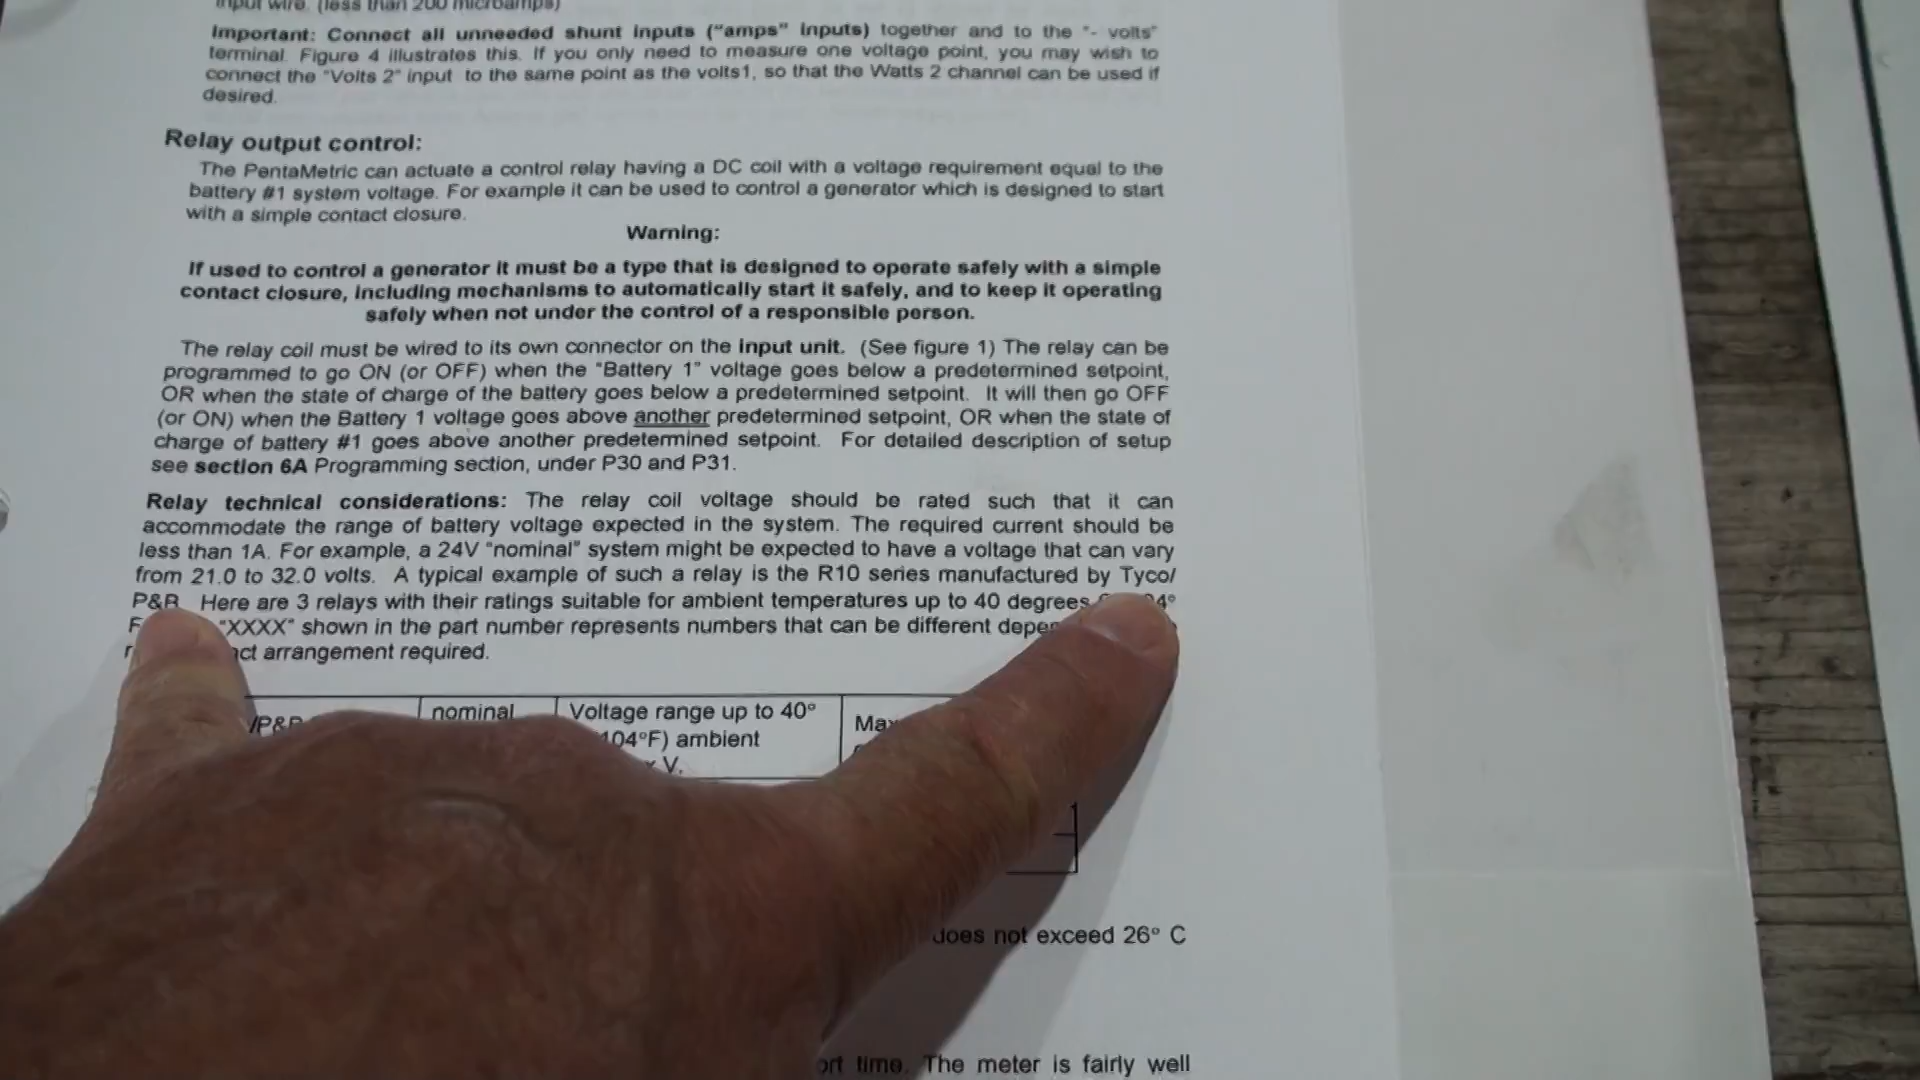 input wire. (less than 200 microamps)
Important: Connect all unneeded shunt inputs ("amps" inputs) together and to the "- volts"
terminal. Figure 4 illustrates this. If you only need to measure one voltage point, you may wish to
connect the "Volts 2" input to the same point as the volts1, so that the Watts 2 channel can be used if
desired.
Relay output control:
The PentaMetric can actuate a control relay having a DC coil with a voltage requirement equal to the
battery #1 system voltage. For example it can be used to control a generator which is designed to start
with a simple contact closure.
Warning:
If used to control a generator it must be a type that is designed to operate safely with a simple
contact closure, including mechanisms to automatically start it safely, and to keep it operating
safely when not under the control of a responsible person.
The relay coil must be wired to its own connector on the input unit. (See figure 1) The relay can be
programmed to go ON (or OFF) when the "Battery 1" voltage goes below a predetermined setpoint,
OR when the state of charge of the battery goes below a predetermined setpoint. It will then go OFF
(or ON) when the Battery 1 voltage goes above another predetermined setpoint, OR when the state of
charge of battery #1 goes above another predetermined setpoint. For detailed description of setup
see section 6A Programming section, under P30 and P31.
Relay technical considerations: The relay coil voltage should be rated such that it can
accommodate the range of battery voltage expected in the system. The required current should be
less than 1A. For example, a 24V "nominal" system might be expected to have a voltage that can vary
from 21.0 to 32.0 volts. A typical example of such a relay is the R10 series manufactured by Tyco/
P&B. Here are 3 relays with their ratings suitable for ambient temperatures up to 40 degrees 4°
F "XXXX" shown in the part number represents numbers that can be different
arrangement required.
/P&B nominal Voltage range up to 40°
104°F) ambient
V.
does not exceed 26° C
time. The meter is fairly well